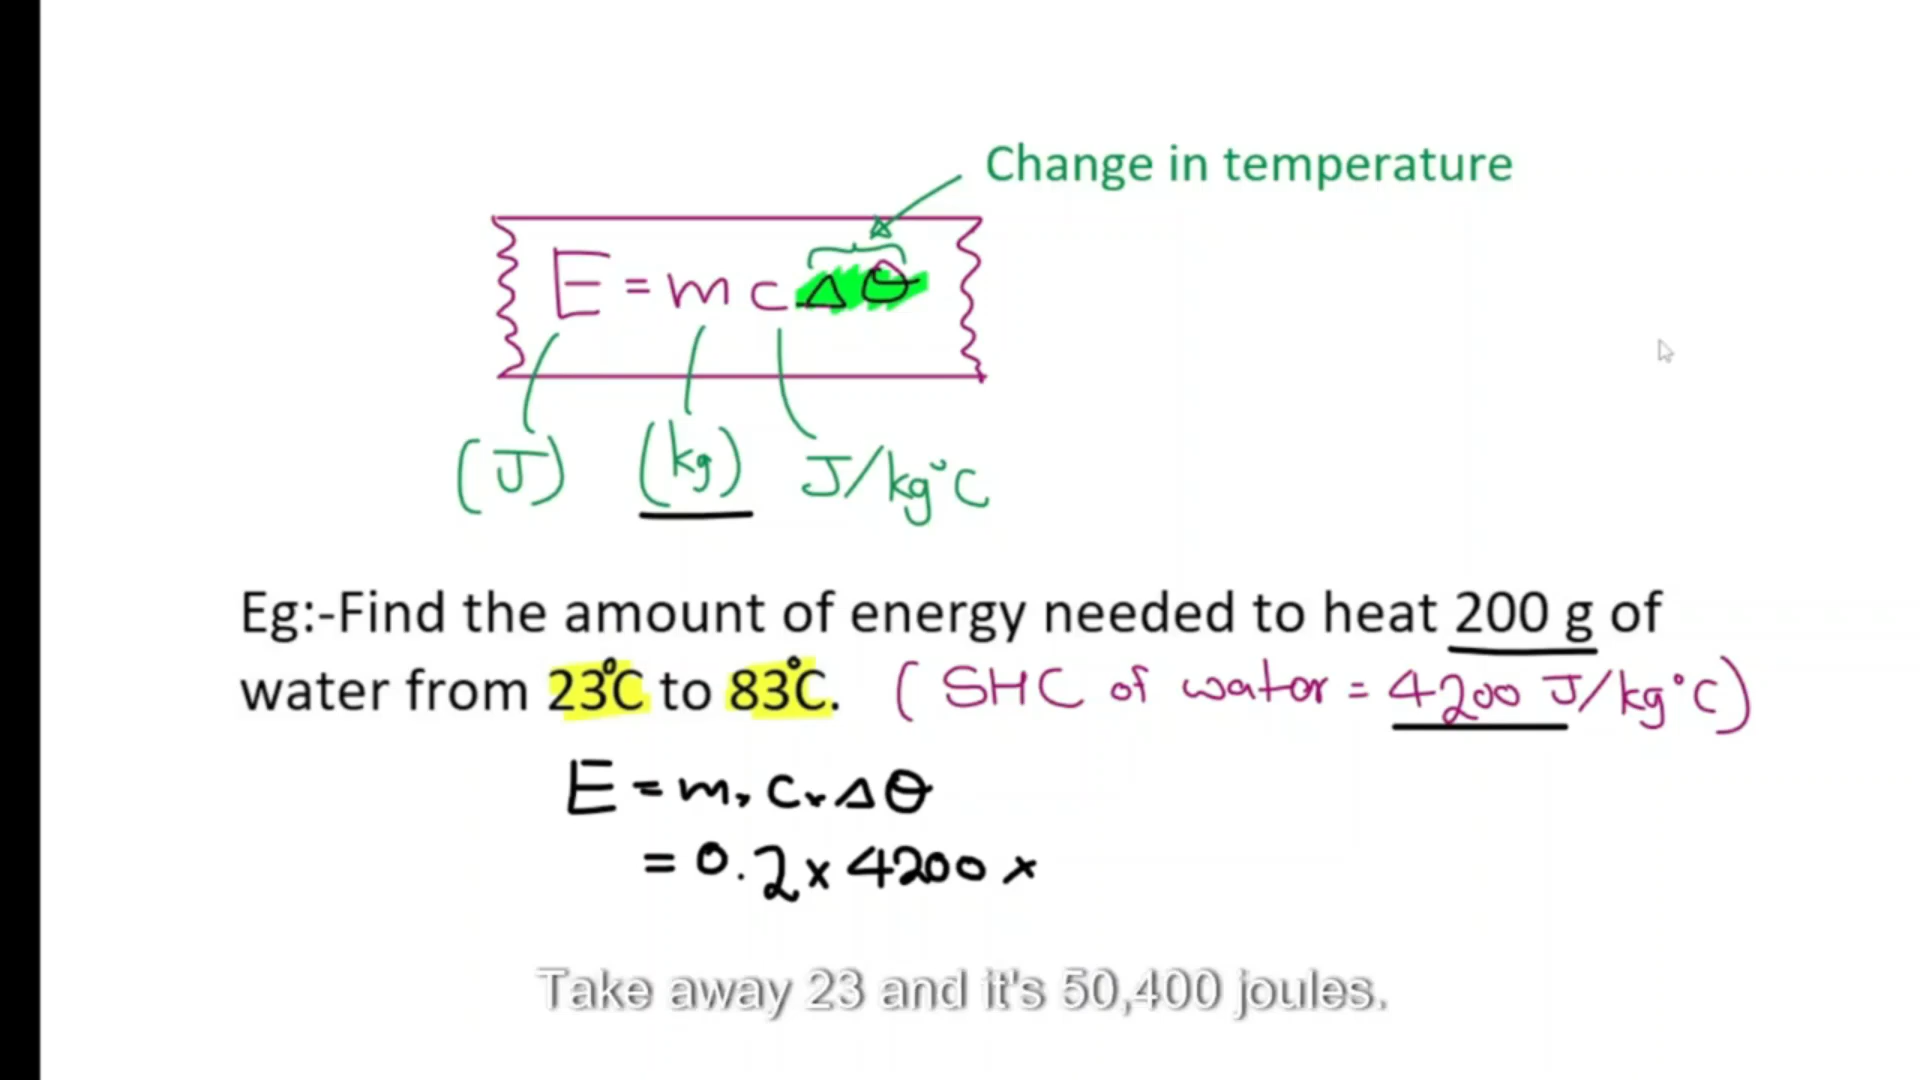 Change in temperature
E = m c Δθ
(J) (kg) J/kg°C
Eg:-Find the amount of energy needed to heat 200 g of
water from 23°C to 83°C. (SHC of water = 4200 J/kg°C)
E = m × c × Δθ
= 0.2 × 4200 ×
Take away 23 and it's 50,400 joules.